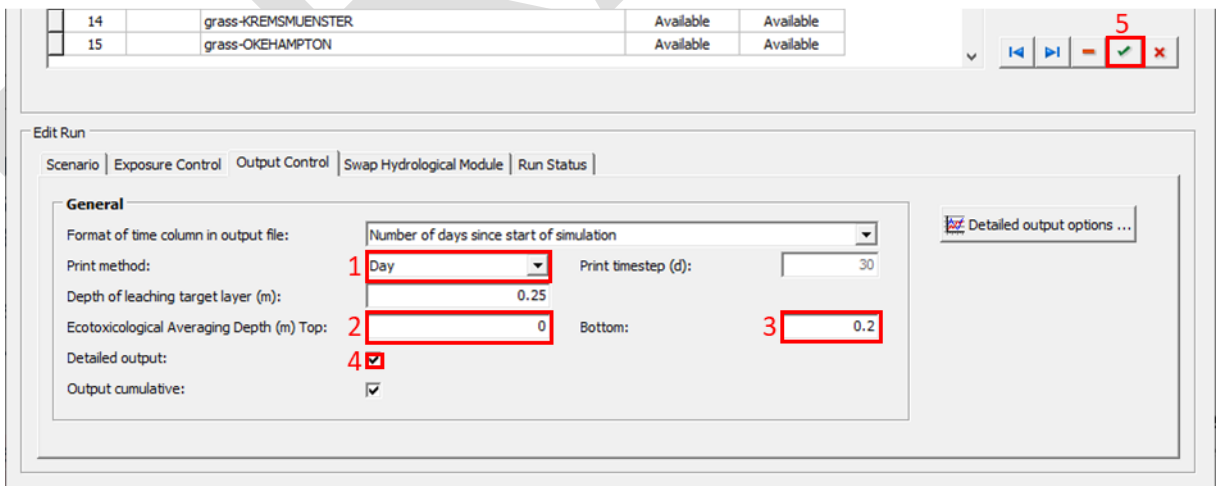 14 grass-KREMSMUENSTER Available Available
5
15 grass-OKEHAMPTON Available Available
Edit Run
Scenario Exposure Control Output Control Swap Hydrological Module Run Status
General
Detailed output options ...
Format of time column in output file: Number of days since start of simulation
Print method: 1 Day Print timestep (d): 30
Depth of leaching target layer (m): 0.25
Ecotoxicological Averaging Depth (m) Top: 2 0 Bottom: 3 0.2
Detailed output: 4
Output cumulative: